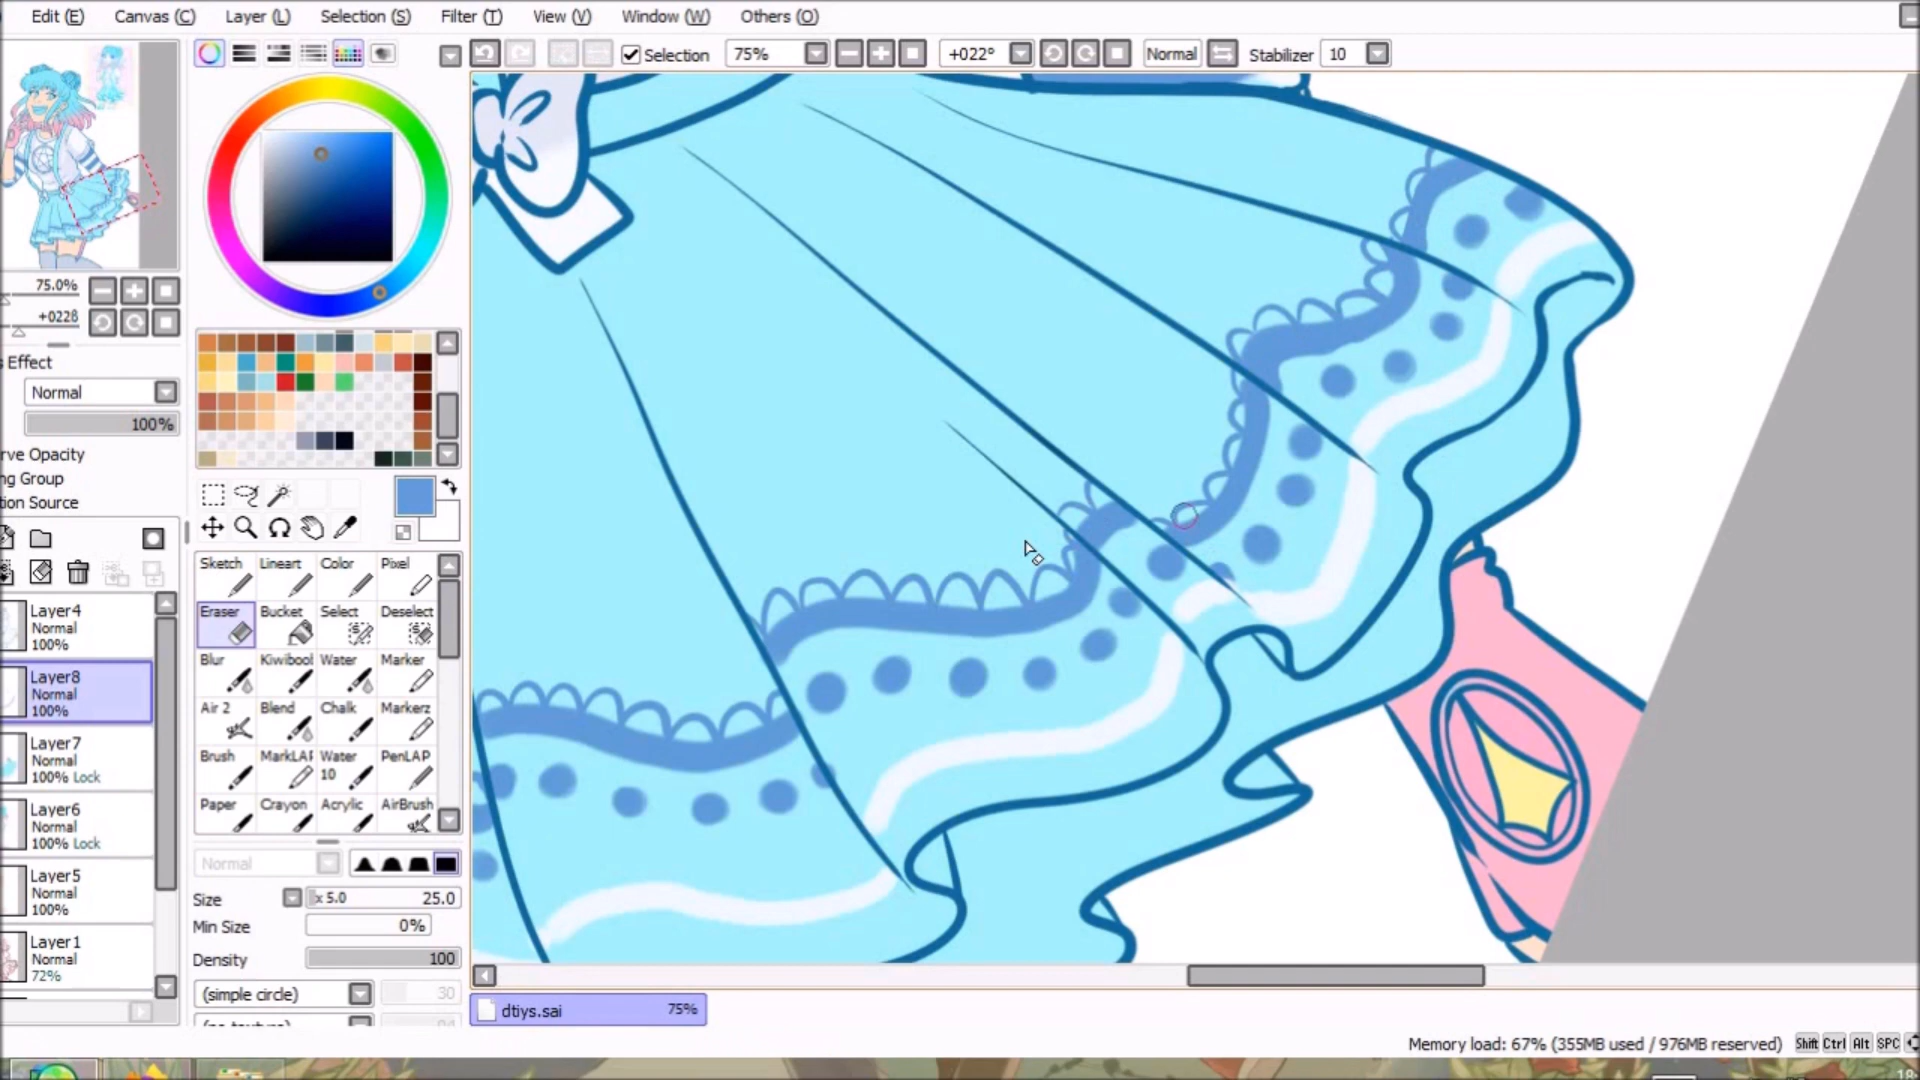 Edit (E) Canvas (C) Layer (L) Selection (S) Filter (T) View (V) Window (W) Others (O)
Selection 75% +022° Normal Stabilizer 10
75.0%
+022ß
s Effect
Normal
100%
rve Opacity
ng Group
ion Source
Layer4
Normal
100%
Layer8
Normal
100%
Layer7
Normal
100% Lock
Layer6
Normal
100% Lock
Layer5
Normal
100%
Layer1
Normal
72%
Sketch Lineart Color Pixel
Eraser Bucket Select Deselect
Blur Kiwibool Water Marker
Air 2 Blend Chalk Markerz
Brush MarkLAP Water 10 PenLAP
Paper Crayon Acrylic AirBrush
Normal
Size x 5.0 25.0
Min Size 0%
Density 100
(simple circle) 30
dtiys.sai 75%
Memory load: 67% (355MB used / 976MB reserved) Shift Ctrl Alt SPC